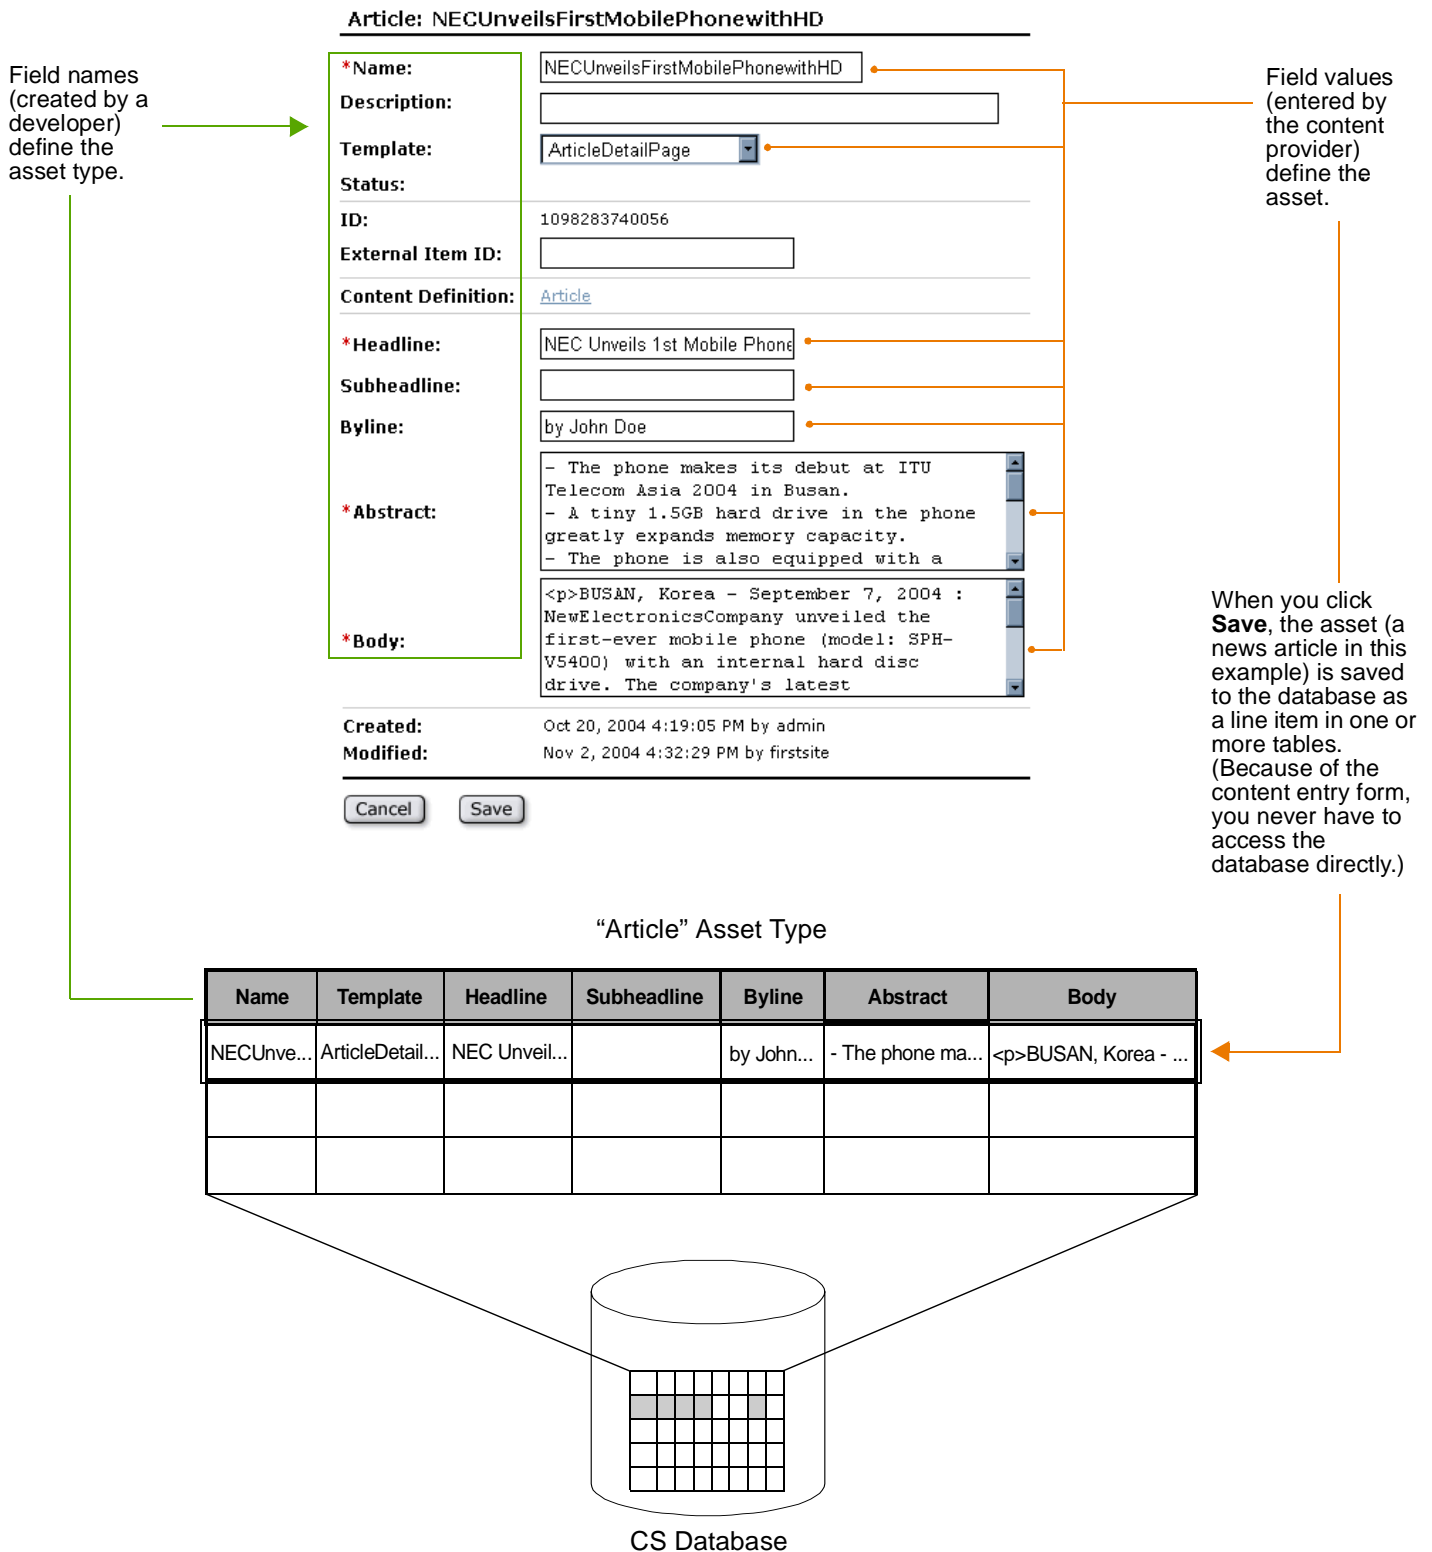 Article: NECUnveilsFirstMobilePhonewithHD
Field names
(created by a
developer)
define the
asset type.
*Name:
NECUnveilsFirstMobilePhonewithHD
Description:
Template:
ArticleDetailPage
Status:
ID:
1098283740056
External Item ID:
Content Definition:
Article
*Headline:
NEC Unveils 1st Mobile Phone
Subheadline:
Byline:
by John Doe
*Abstract:
- The phone makes its debut at ITU
Telecom Asia 2004 in Busan.
- A tiny 1.5GB hard drive in the phone
greatly expands memory capacity.
- The phone is also equipped with a
*Body:
<p>BUSAN, Korea - September 7, 2004 :
NewElectronicsCompany unveiled the
first-ever mobile phone (model: SPH-
V5400) with an internal hard disc
drive. The company's latest
Created:
Oct 20, 2004 4:19:05 PM by admin
Modified:
Nov 2, 2004 4:32:29 PM by firstsite
Cancel
Save
Field values
(entered by
the content
provider)
define the
asset.
When you click
Save, the asset (a
news article in this
example) is saved
to the database as
a line item in one or
more tables.
(Because of the
content entry form,
you never have to
access the
database directly.)
“Article” Asset Type
Name Template Headline Subheadline Byline Abstract Body
NECUnve... ArticleDetail... NEC Unveil... by John... - The phone ma... <p>BUSAN, Korea - ...
CS Database